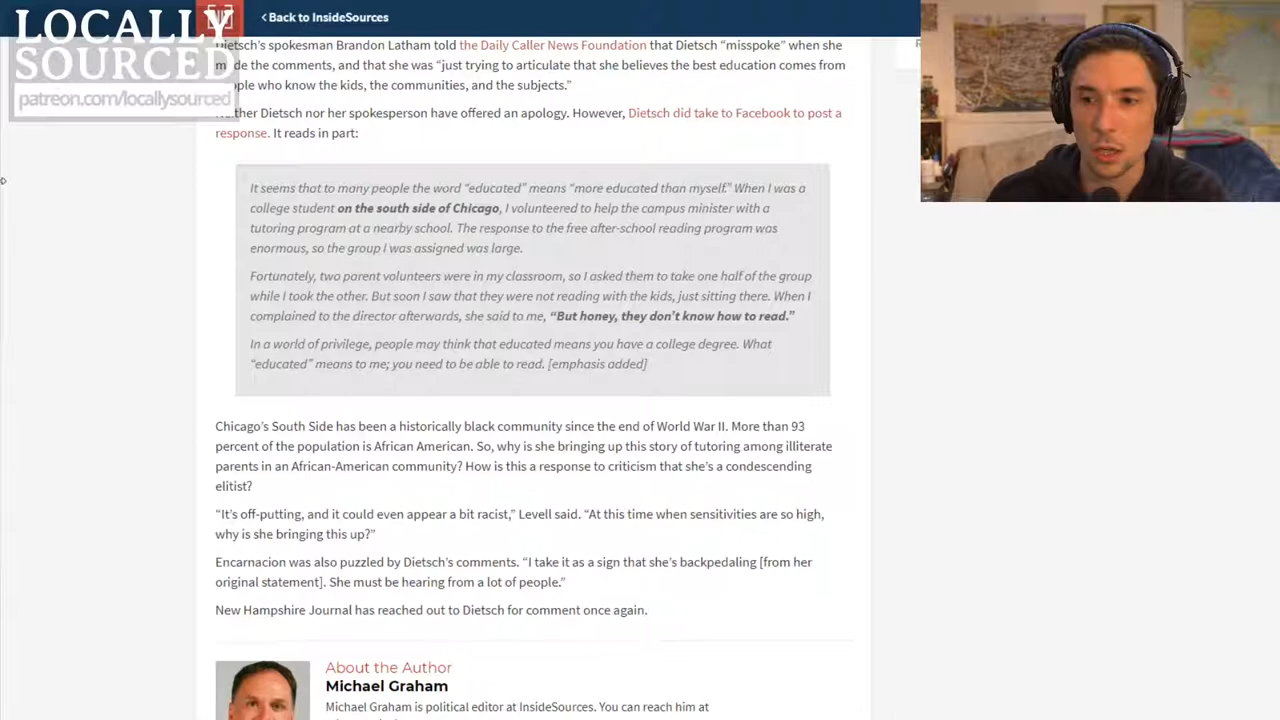 LOCALLY
SOURCED
patreon.com/locallysourced
Back to InsideSources
Dietsch’s spokesman Brandon Latham told the Daily Caller News Foundation that Dietsch “misspoke” when she
made the comments, and that she was “just trying to articulate that she believes the best education comes from
people who know the kids, the communities, and the subjects.”
Neither Dietsch nor her spokesperson have offered an apology. However, Dietsch did take to Facebook to post a
response. It reads in part:
It seems that to many people the word “educated” means “more educated than myself.” When I was a
college student on the south side of Chicago, I volunteered to help the campus minister with a
tutoring program at a nearby school. The response to the free after-school reading program was
enormous, so the group I was assigned was large.
Fortunately, two parent volunteers were in my classroom, so I asked them to take one half of the group
while I took the other. But soon I saw that they were not reading with the kids, just sitting there. When I
complained to the director afterwards, she said to me, “But honey, they don’t know how to read.”
In a world of privilege, people may think that educated means you have a college degree. What
“educated” means to me; you need to be able to read. [emphasis added]
Chicago’s South Side has been a historically black community since the end of World War II. More than 93
percent of the population is African American. So, why is she bringing up this story of tutoring among illiterate
parents in an African-American community? How is this a response to criticism that she’s a condescending
elitist?
“It’s off-putting, and it could even appear a bit racist,” Levell said. “At this time when sensitivities are so high,
why is she bringing this up?”
Encarnacion was also puzzled by Dietsch’s comments. “I take it as a sign that she’s backpedaling [from her
original statement]. She must be hearing from a lot of people.”
New Hampshire Journal has reached out to Dietsch for comment once again.
About the Author
Michael Graham
Michael Graham is political editor at InsideSources. You can reach him at